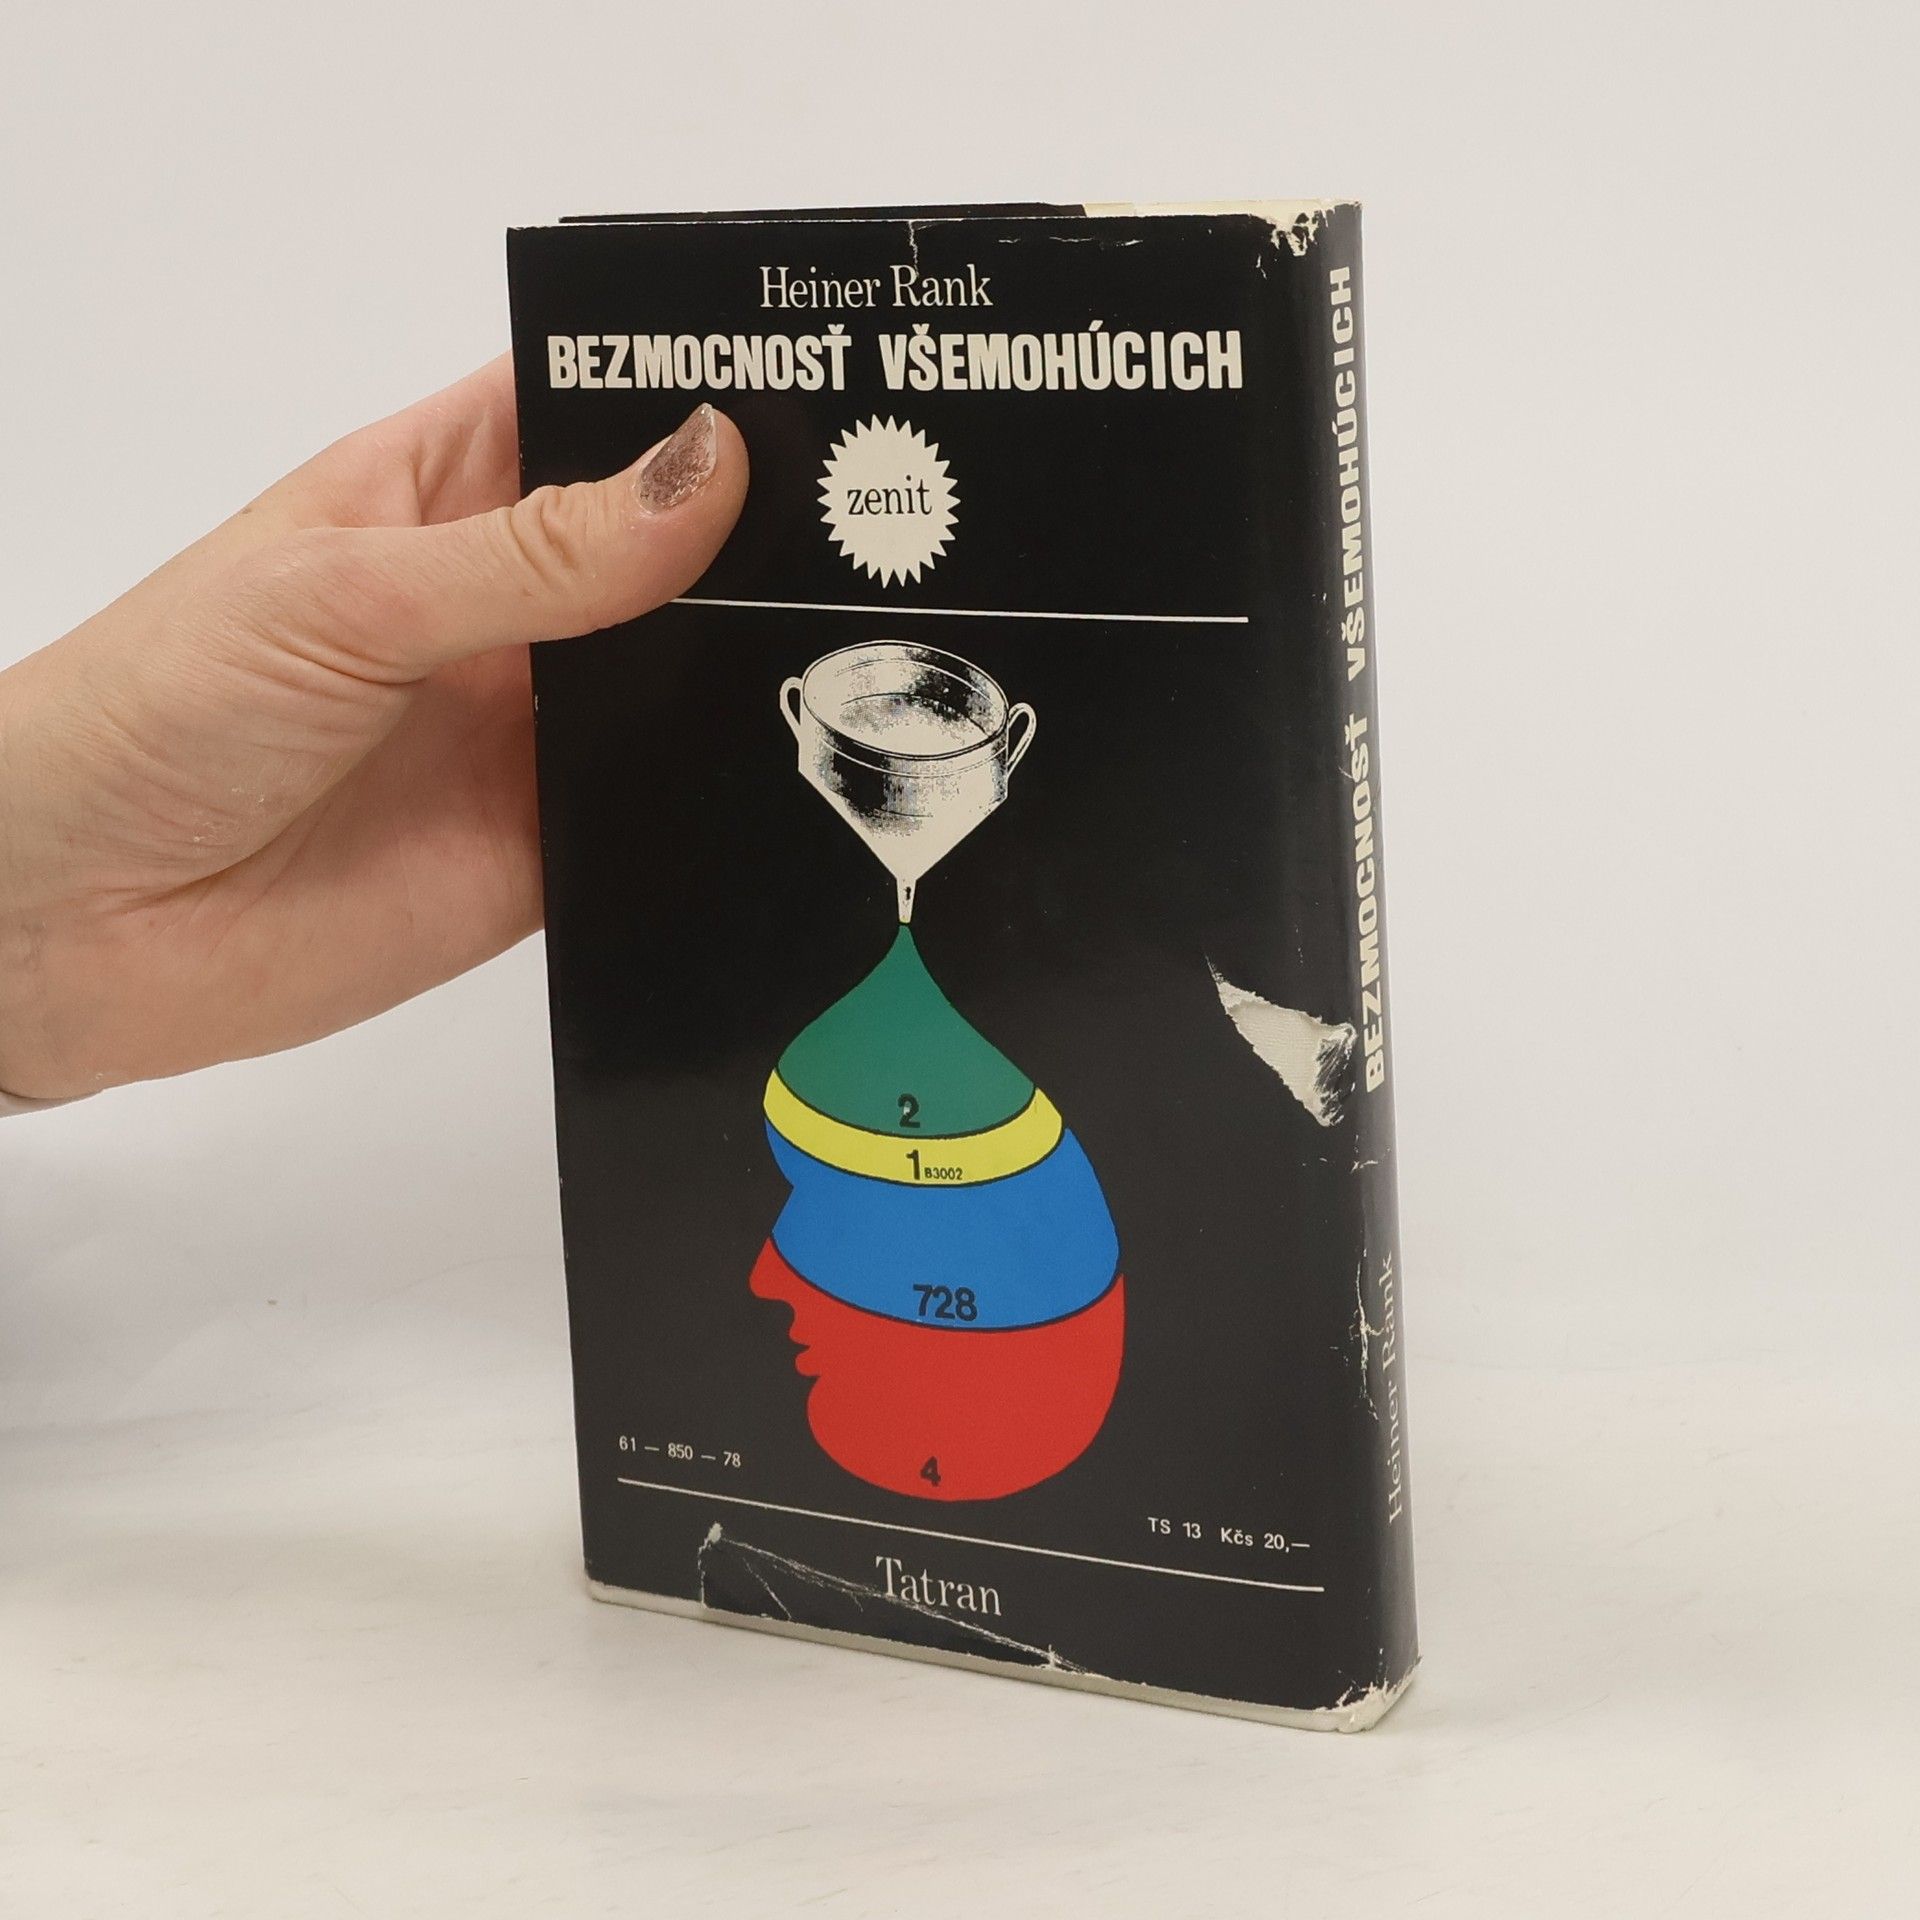 Heiner Rank
BEZMOCNOSŤ VŠEMOHÚCICH
zenit
2
1 B3002
728
4
61 — 850 — 78
TS 13 Kčs 20,—
Tatran
Heiner Rank BEZMOCNOSŤ VŠEMOHÚCICH